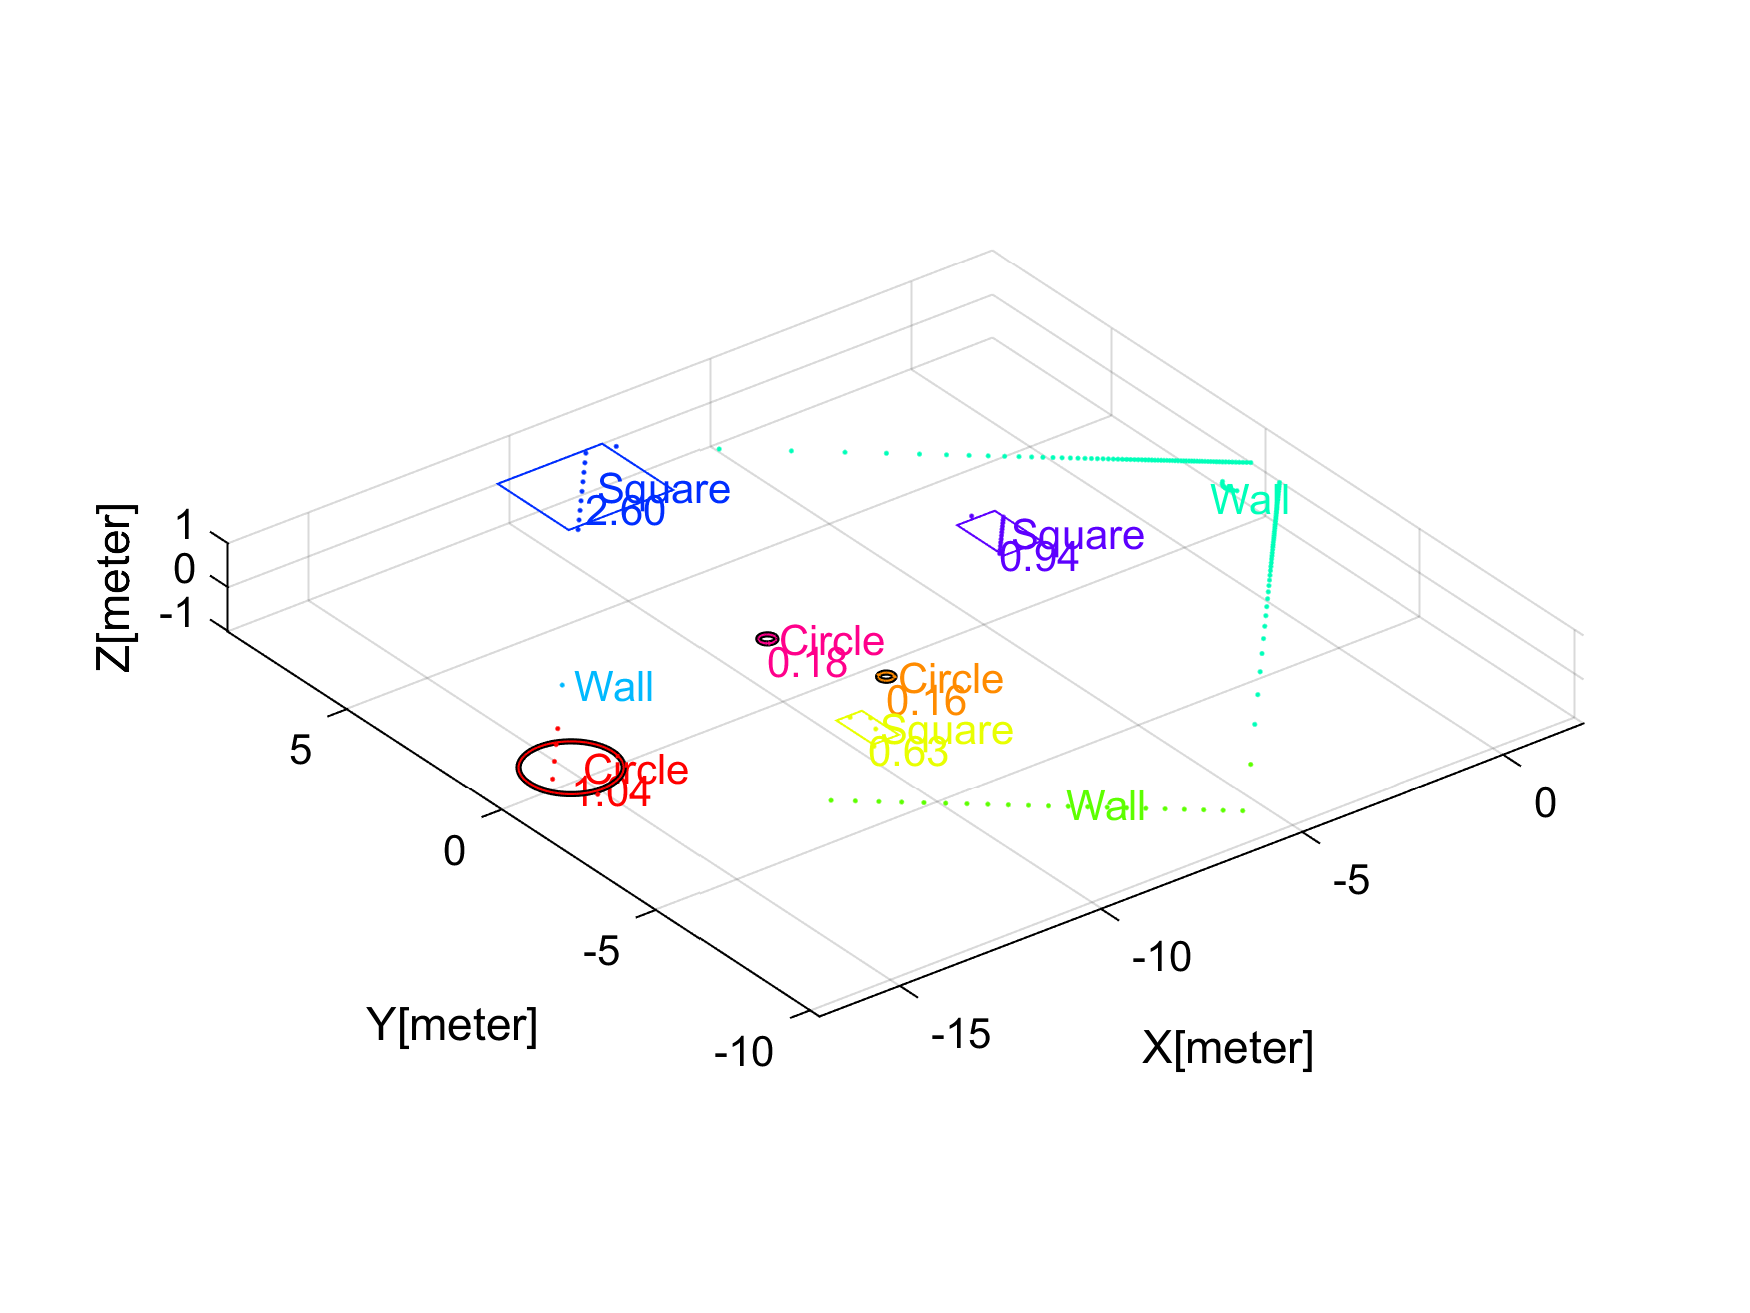 Square
2.60
Wall
Square
0.94
1
0
-1
Z[meter]
Circle
0.18
Circle
0.16
Wall
Square
0.63
Circle
1.04
Wall
5
0
-5
-10
Y[meter]
0
-5
-10
-15
X[meter]